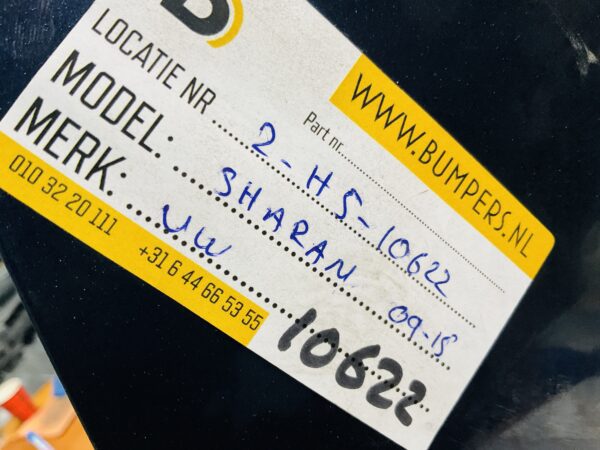 B
WWW.BUMPERS.NL
Part nr.
LOCATIE NR 2-H5-10622
MODEL: SHARAN 09-15
MERK: VW
10622
010 32 20 111 +31 6 44 66 53 55